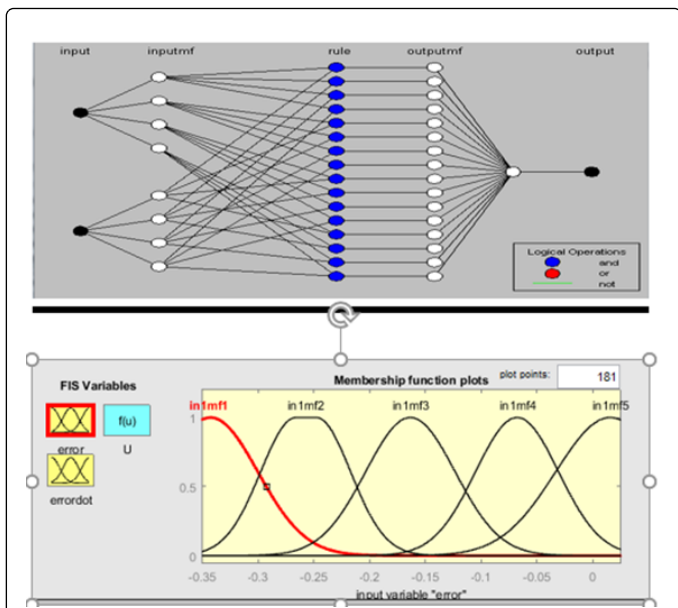 input inputmf rule outputmf output
Logical Operations
and
or
not
FIS Variables
Membership function plots plot points: 181
f(u)
error U
errordot
in1mf1 in1mf2 in1mf3 in1mf4 in1mf5
1
0.5
0
-0.35 -0.3 -0.25 -0.2 -0.15 -0.1 -0.05 0
input variable "error"